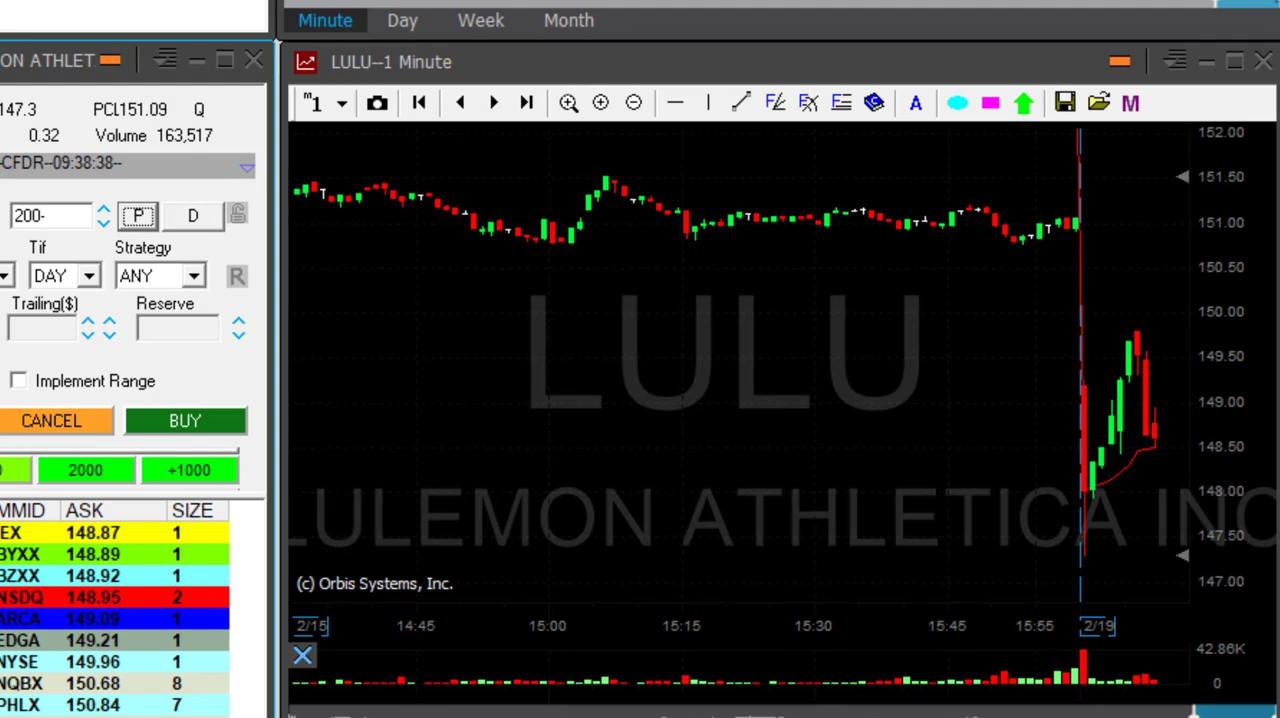 Minute Day Week Month
ON ATHLET
LULU--1 Minute
147.3 PCL151.09 Q
0.32 Volume 163,517
-CFDR--09:38:38--
200- P D
Tif Strategy
DAY ANY R
Trailing($) Reserve
Implement Range
CANCEL BUY
0 2000 +1000
MMID ASK SIZE
EX 148.87 1
BYXX 148.89 1
BZXX 148.92 1
NSDQ 148.95 2
ARCA 149.09 1
EDGA 149.21 1
NYSE 149.96 1
NQBX 150.68 8
PHLX 150.84 7
m1 A M
152.00
151.50
151.00
150.50
150.00
149.50
149.00
148.50
148.00
147.50
147.00
LULU
LULEMON ATHLETICA INC
(c) Orbis Systems, Inc.
2/15 14:45 15:00 15:15 15:30 15:45 15:55 2/19
42.86K
0